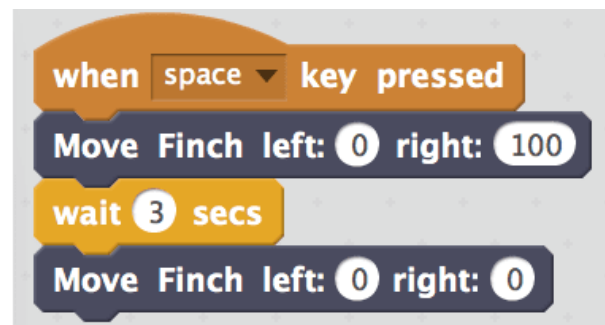 when space key pressed
Move Finch left: 0 right: 100
wait 3 secs
Move Finch left: 0 right: 0